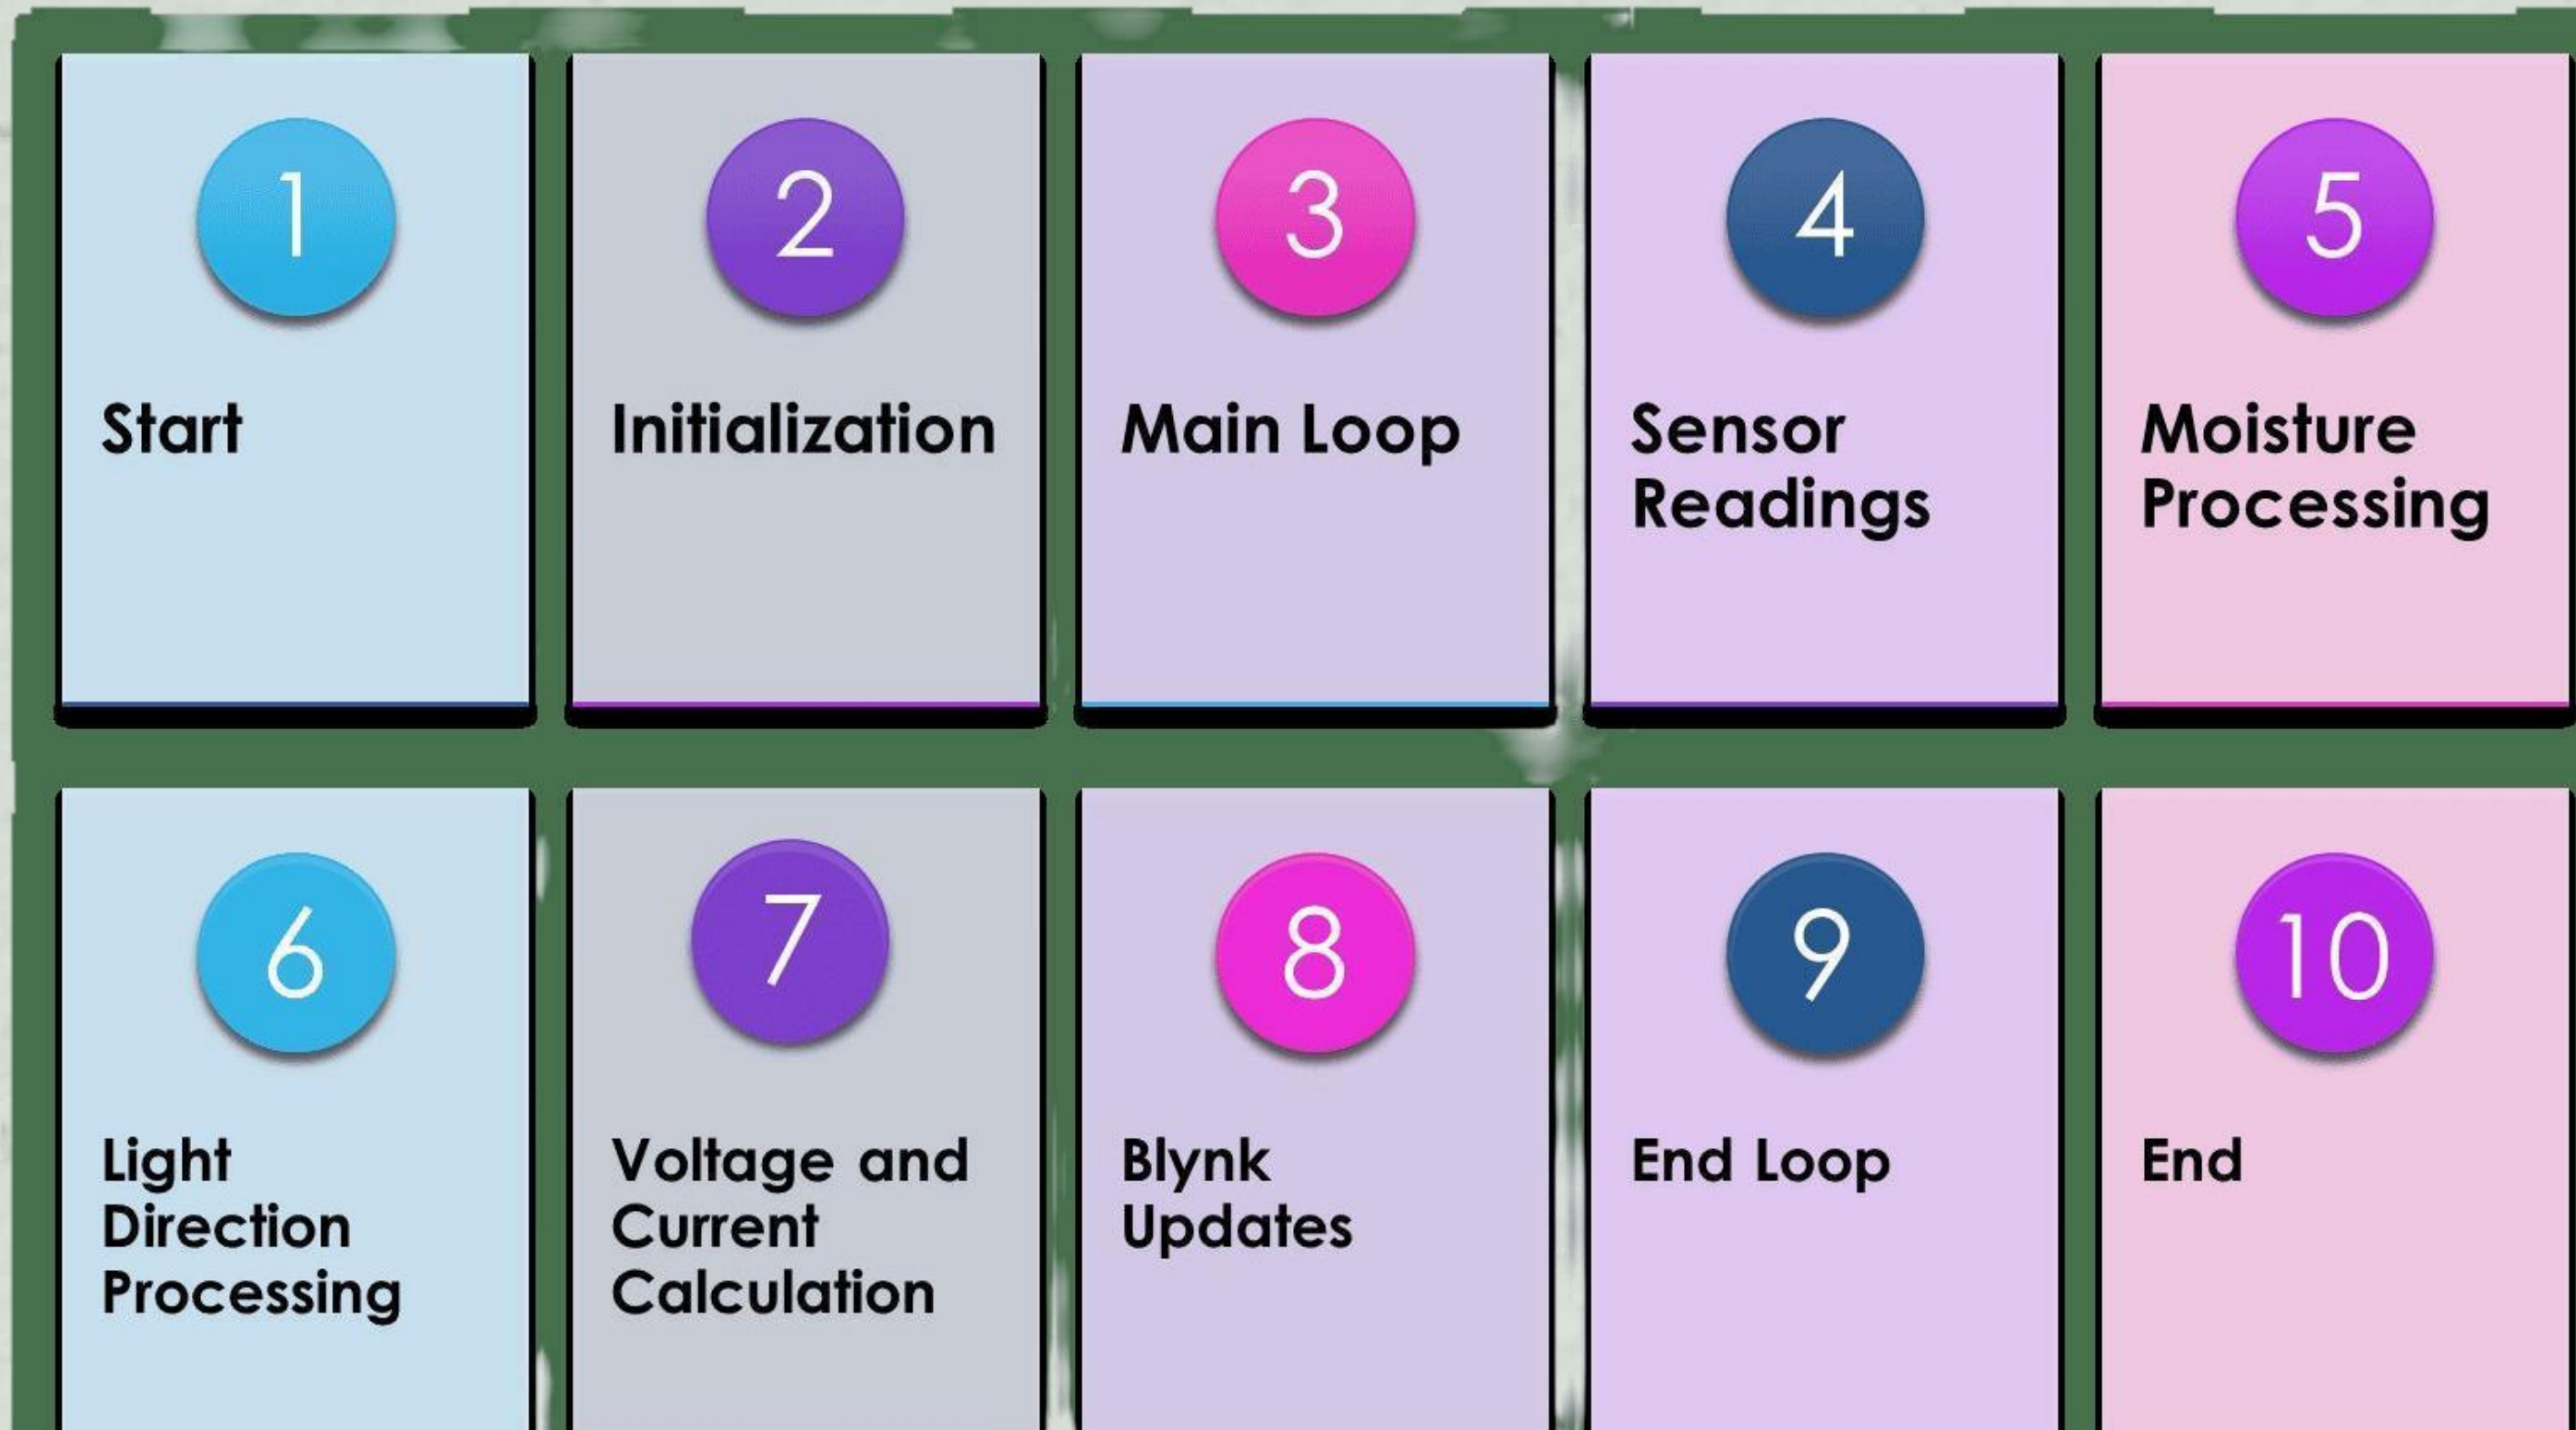 1
Start
2
Initialization
3
Main Loop
4
Sensor
Readings
5
Moisture
Processing
6
Light
Direction
Processing
7
Voltage and
Current
Calculation
8
Blynk
Updates
9
End Loop
10
End